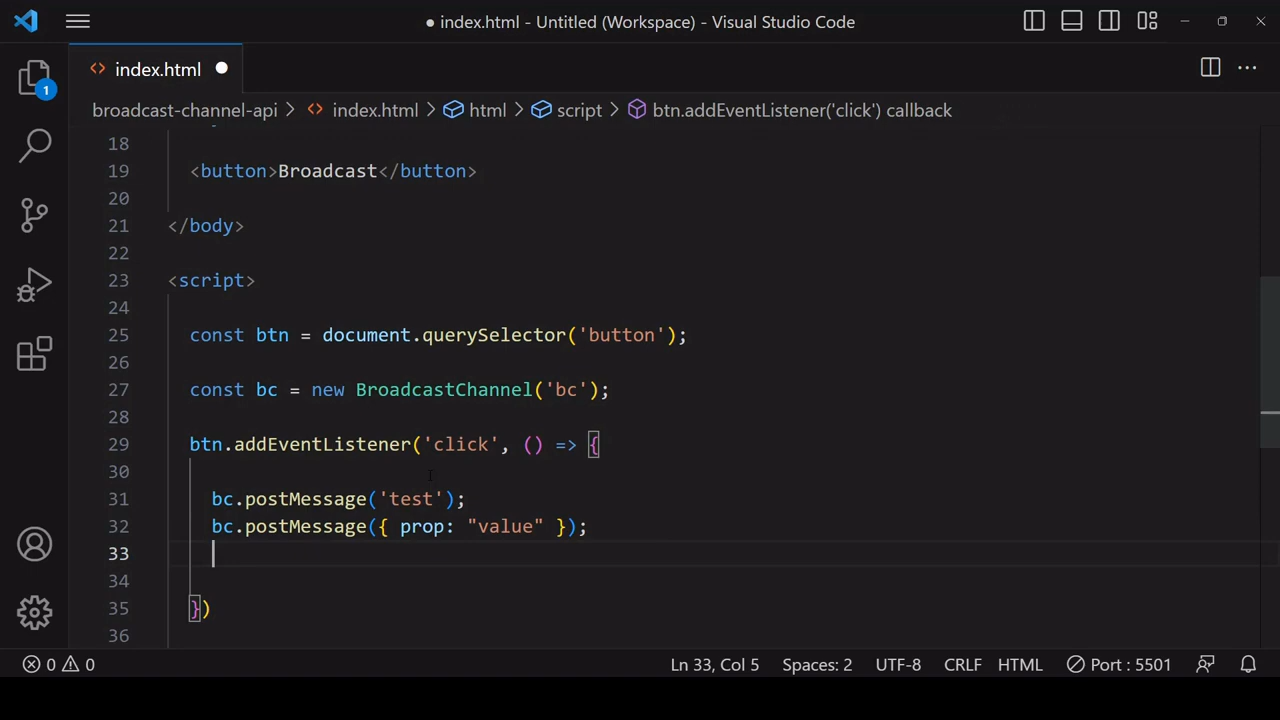 ● index.html - Untitled (Workspace) - Visual Studio Code
1
index.html
broadcast-channel-api > index.html > html > script > btn.addEventListener('click') callback
18
19 <button>Broadcast</button>
20
21 </body>
22
23 <script>
24
25 const btn = document.querySelector('button');
26
27 const bc = new BroadcastChannel('bc');
28
29 btn.addEventListener('click', () => {
30
31 bc.postMessage('test');
32 bc.postMessage({ prop: "value" });
33
34
35 })
36
0 0 Ln 33, Col 5 Spaces: 2 UTF-8 CRLF HTML Port : 5501